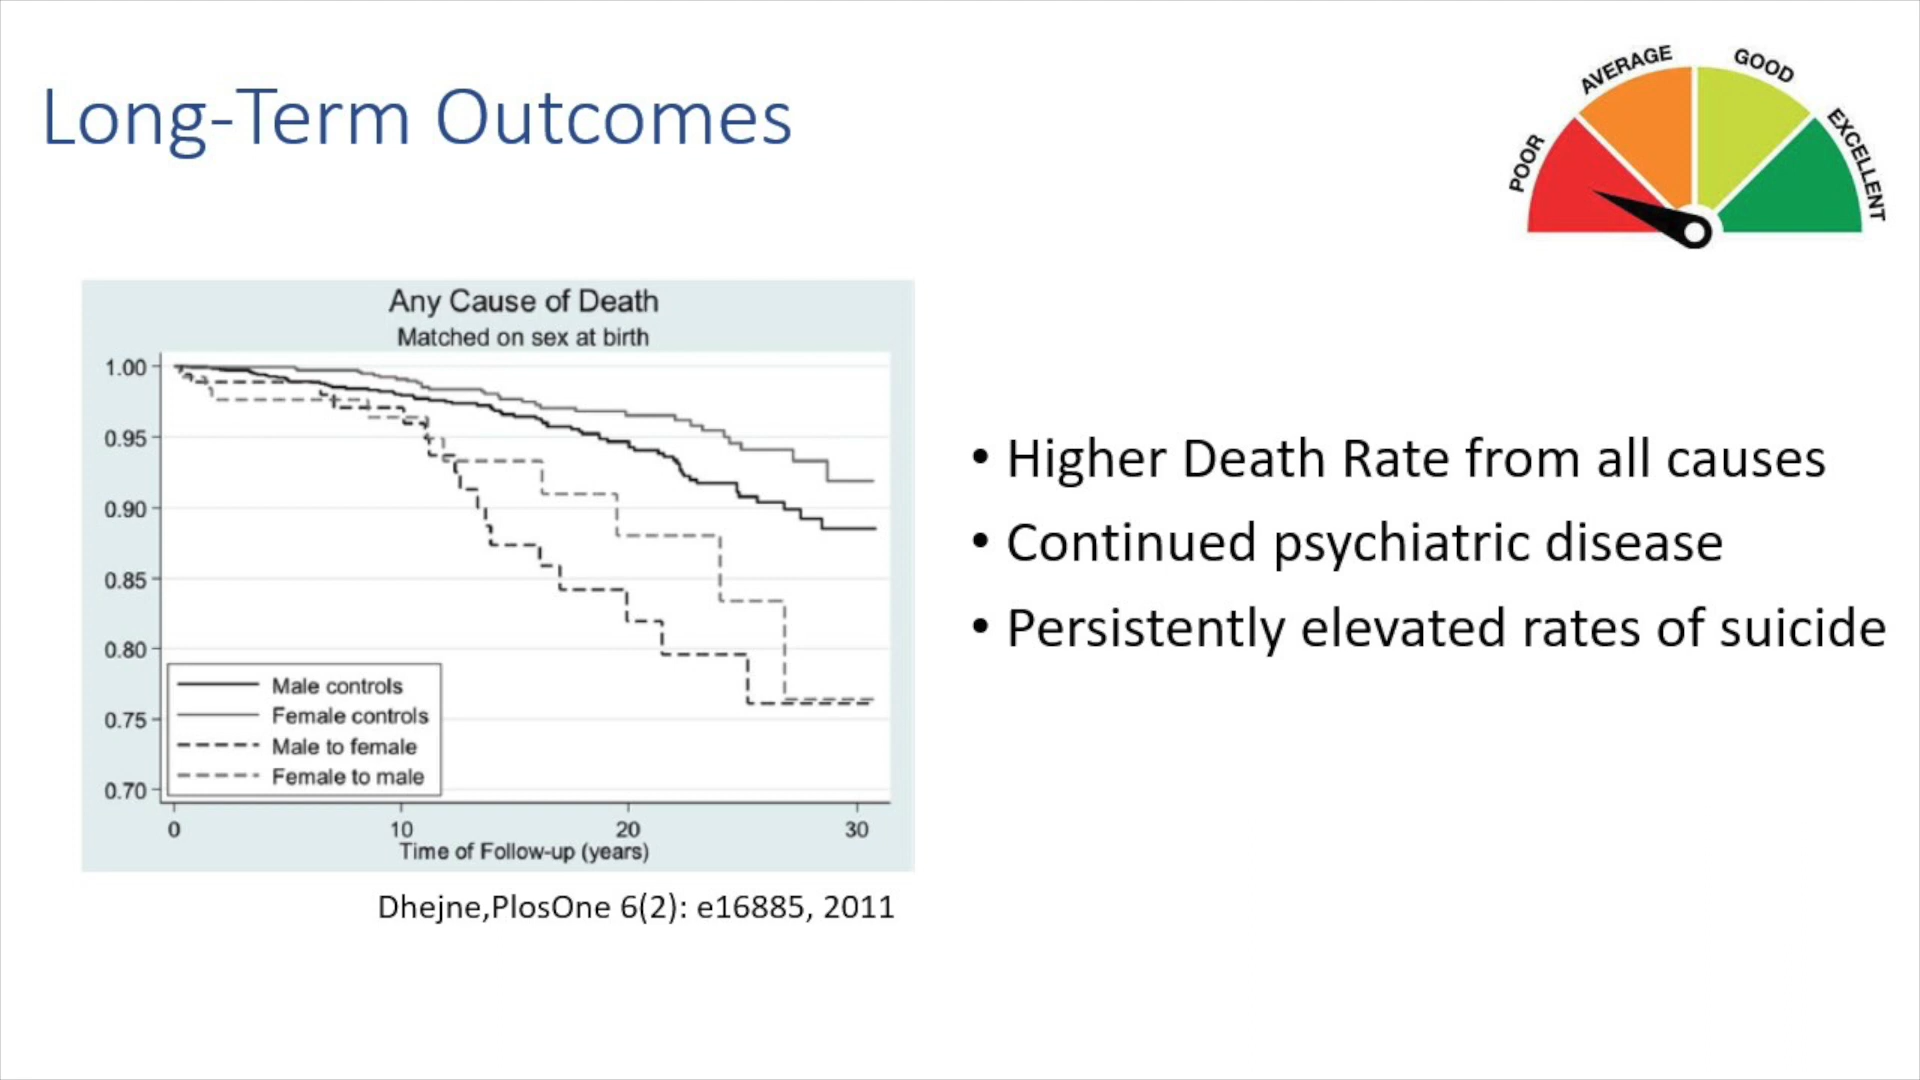 Long-Term Outcomes
POOR
AVERAGE
GOOD
EXCELLENT
Any Cause of Death
Matched on sex at birth
1.00
0.95
0.90
0.85
0.80
0.75
0.70
Male controls
Female controls
Male to female
Female to male
0 10 20 30
Time of Follow-up (years)
Dhejne,PlosOne 6(2): e16885, 2011
• Higher Death Rate from all causes
• Continued psychiatric disease
• Persistently elevated rates of suicide